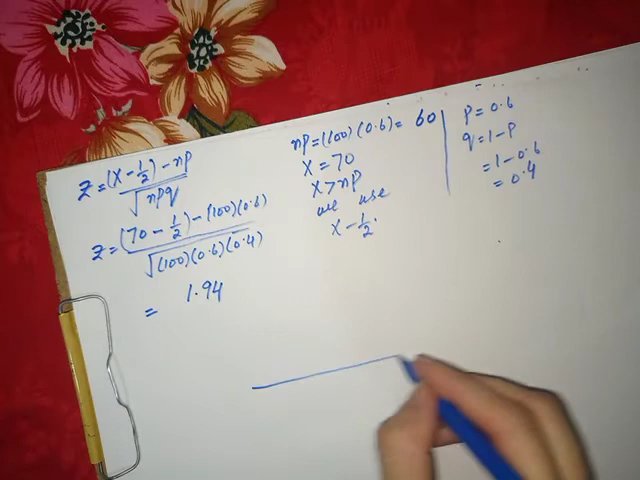 Z = (X - 1/2) - np / √npq
Z = (70 - 1/2) - (100)(0.6) / √(100)(0.6)(0.4)
= 1.94
np = (100)(0.6) = 60
X = 70
X > np
we use
X - 1/2.
P = 0.6
q = 1 - P
= 1 - 0.6
= 0.4